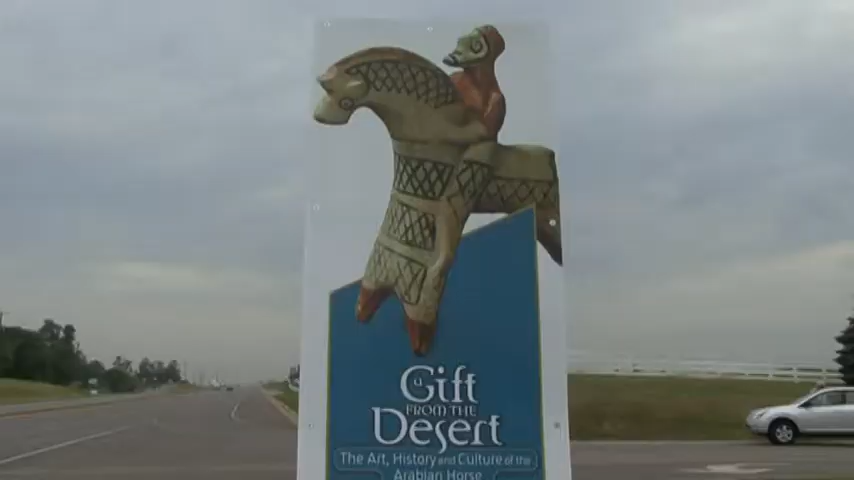 a Gift
FROM THE
Desert
The Art, History and Culture of the
Arabian Horse